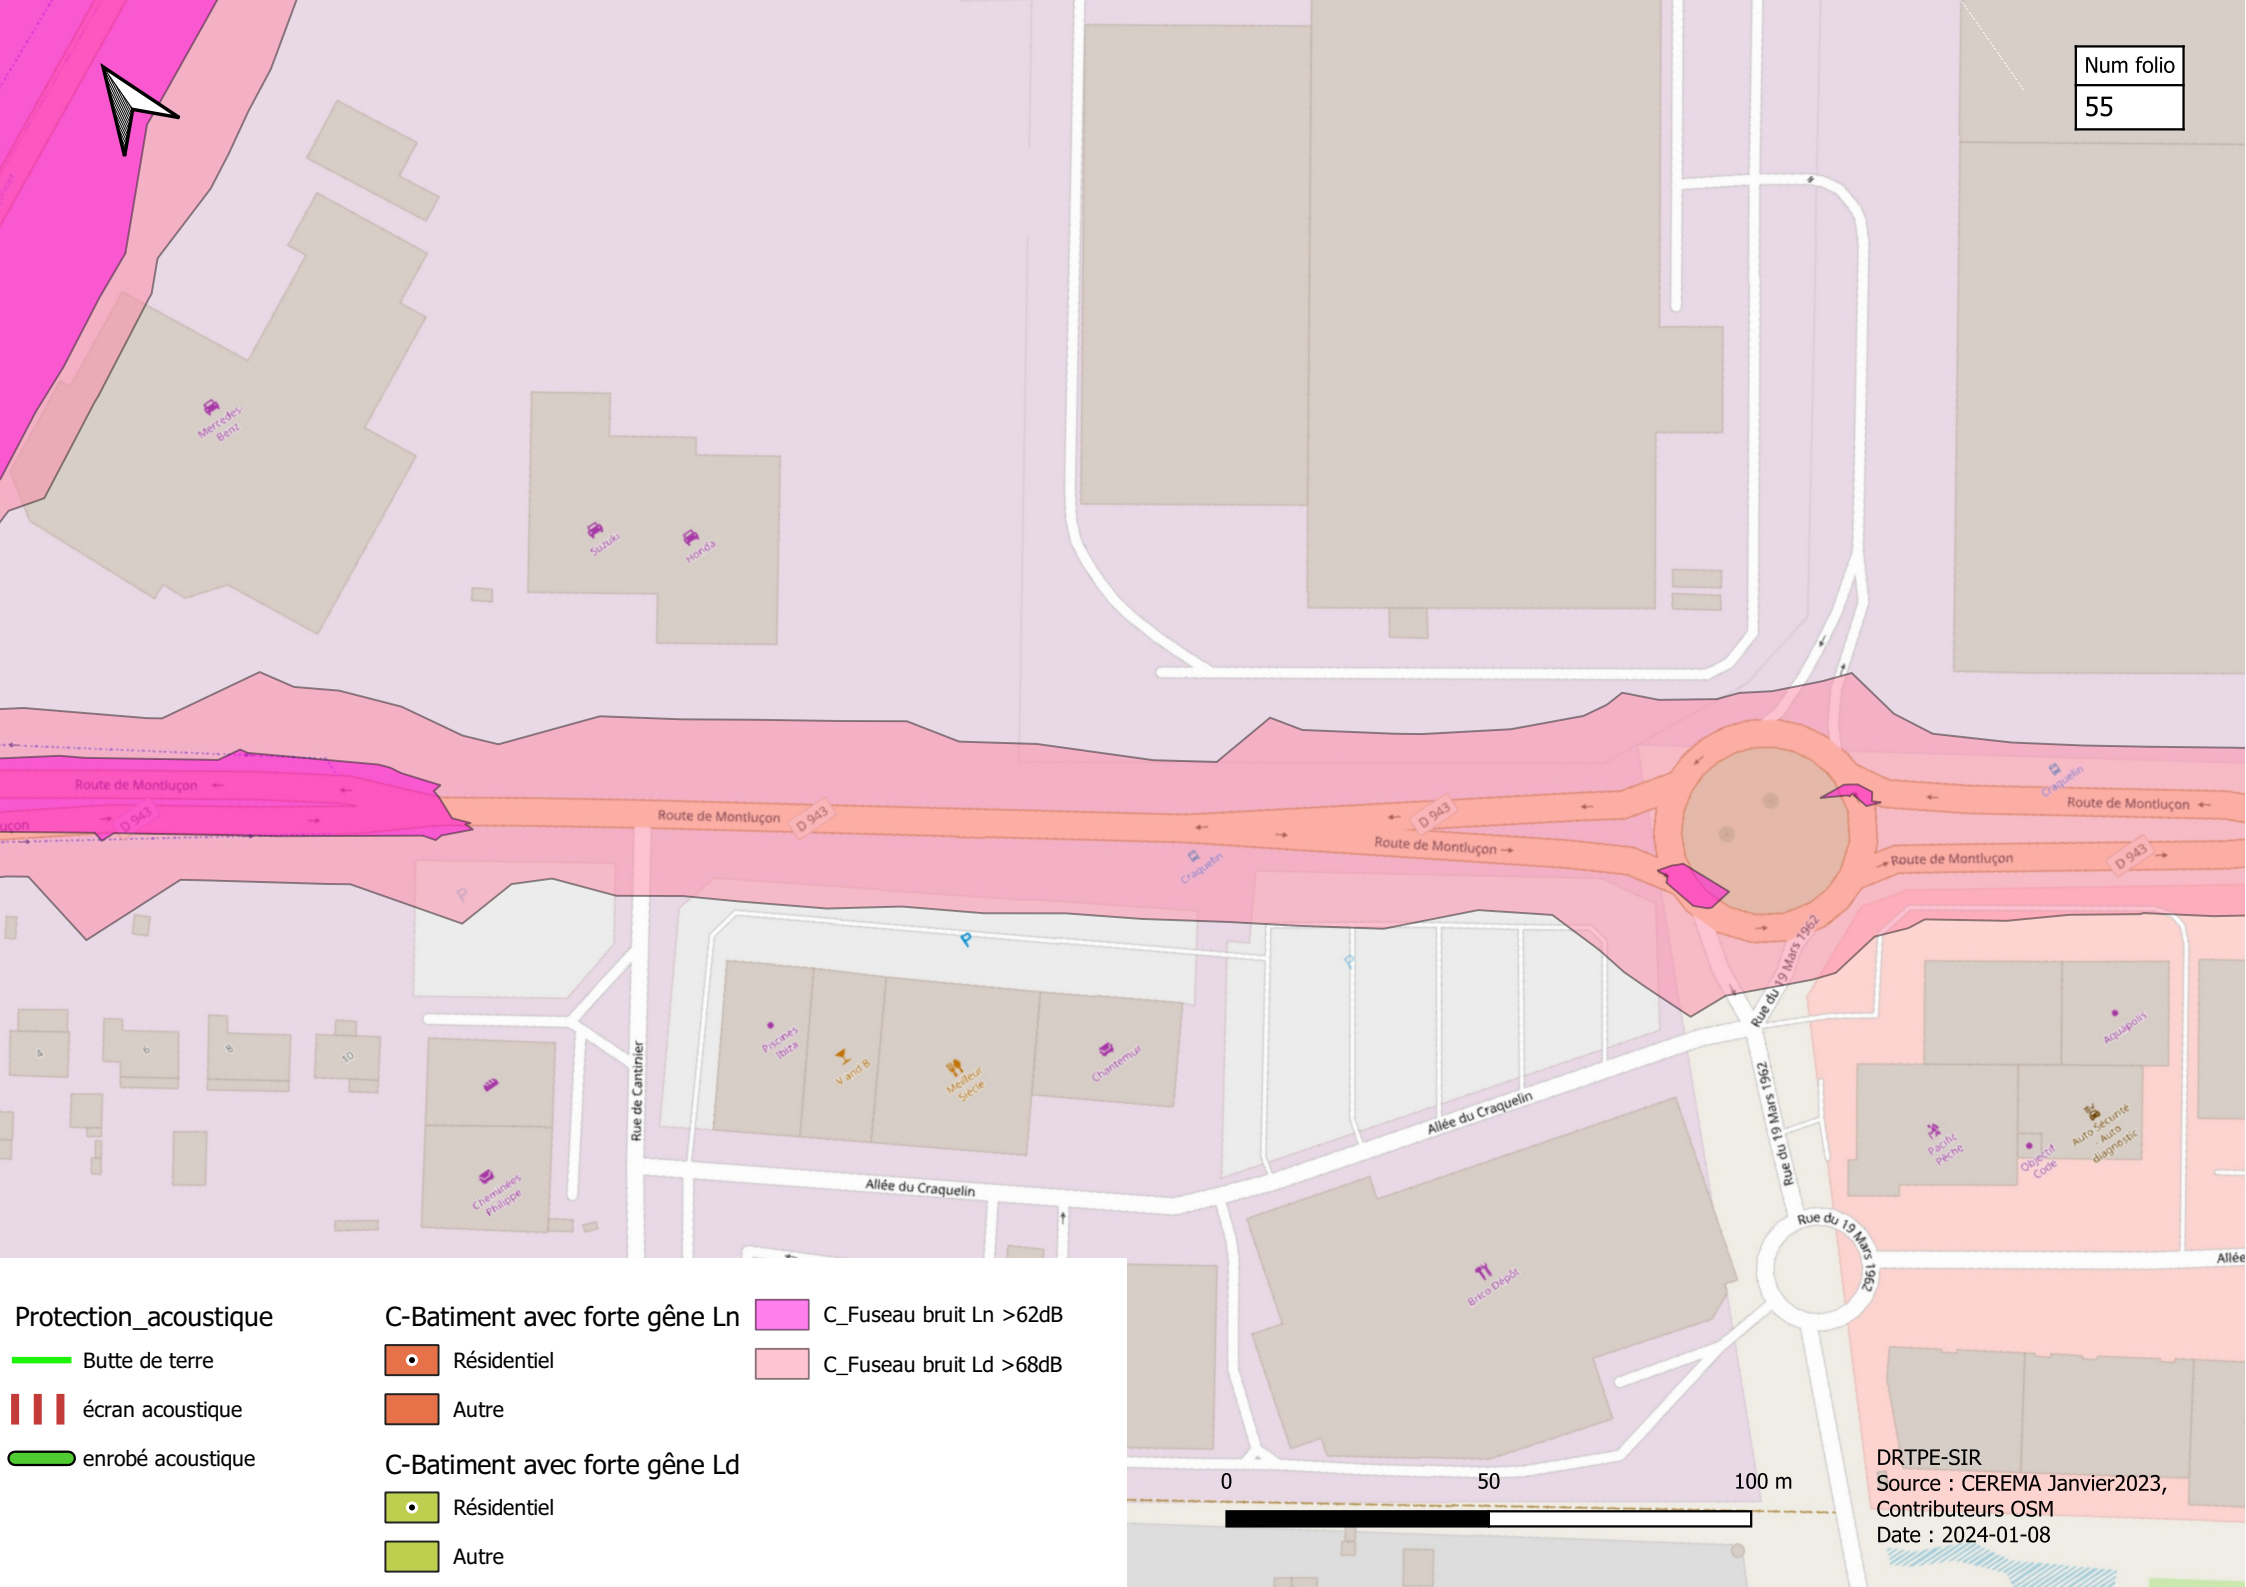 Num folio
55
Mercedes-
Benz
Suzuki
Honda
Route de Montluçon
D 943
uçon
Route de Montluçon
D 943
D 943
Route de Montluçon
Craquelin
Craquelin
Route de Montluçon
Route de Montluçon
D 943
P
P
P
Rue du 19 Mars 1962
4
6
8
10
Rue de Cantinier
Piscines
Ibiza
V and B
Meilleur
Siècle
Chantemur
Cheminées
Philippe
Allée du Craquelin
Allée du Craquelin
Rue du 19 Mars 1962
Rue du 19 Mars 1962
Aquapolis
Pacific
Pêche
Objectif
Code
Auto Sécurité
- Auto
diagnostic
Allée
Brico Dépôt
Protection_acoustique
Butte de terre
écran acoustique
enrobé acoustique
C-Batiment avec forte gêne Ln
Résidentiel
Autre
C-Batiment avec forte gêne Ld
Résidentiel
Autre
C_Fuseau bruit Ln >62dB
C_Fuseau bruit Ld >68dB
0 50 100 m
DRTPE-SIR
Source : CEREMA Janvier2023,
Contributeurs OSM
Date : 2024-01-08